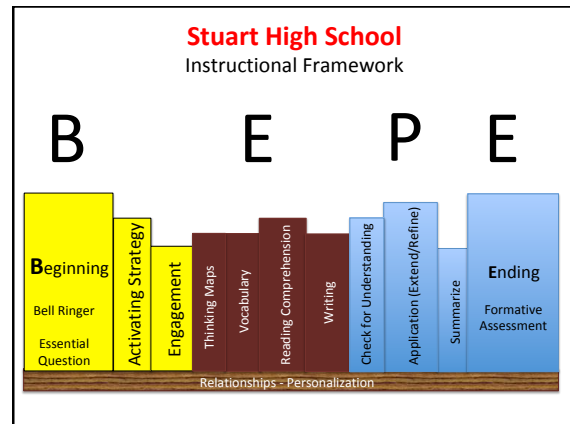 Stuart High School
Instructional Framework
B E P E
Beginning
Bell Ringer
Essential
Question
Activating Strategy
Engagement
Thinking Maps
Vocabulary
Reading Comprehension
Writing
Check for Understanding
Application (Extend/Refine)
Summarize
Ending
Formative
Assessment
Relationships - Personalization